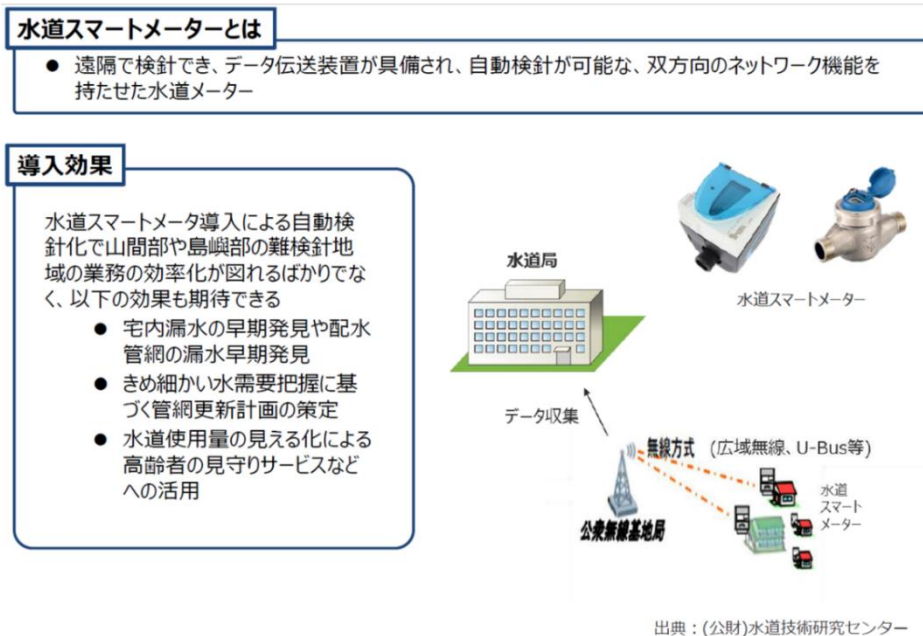 水道スマートメーターとは
● 遠隔で検針でき、データ伝送装置が具備され、自動検針が可能な、双方向のネットワーク機能を
持たせた水道メーター
導入効果
水道スマートメータ導入による自動検
針化で山間部や島嶼部の難検針地
域の業務の効率化が図れるばかりでな
く、以下の効果も期待できる
● 宅内漏水の早期発見や配水
管網の漏水早期発見
● きめ細かい水需要把握に基
づく管網更新計画の策定
● 水道使用量の見える化による
高齢者の見守りサービスなど
への活用
水道局
水道スマートメーター
データ収集
無線方式 (広域無線、U-Bus等)
公衆無線基地局
水道
スマート
メーター
出典：(公財)水道技術研究センター